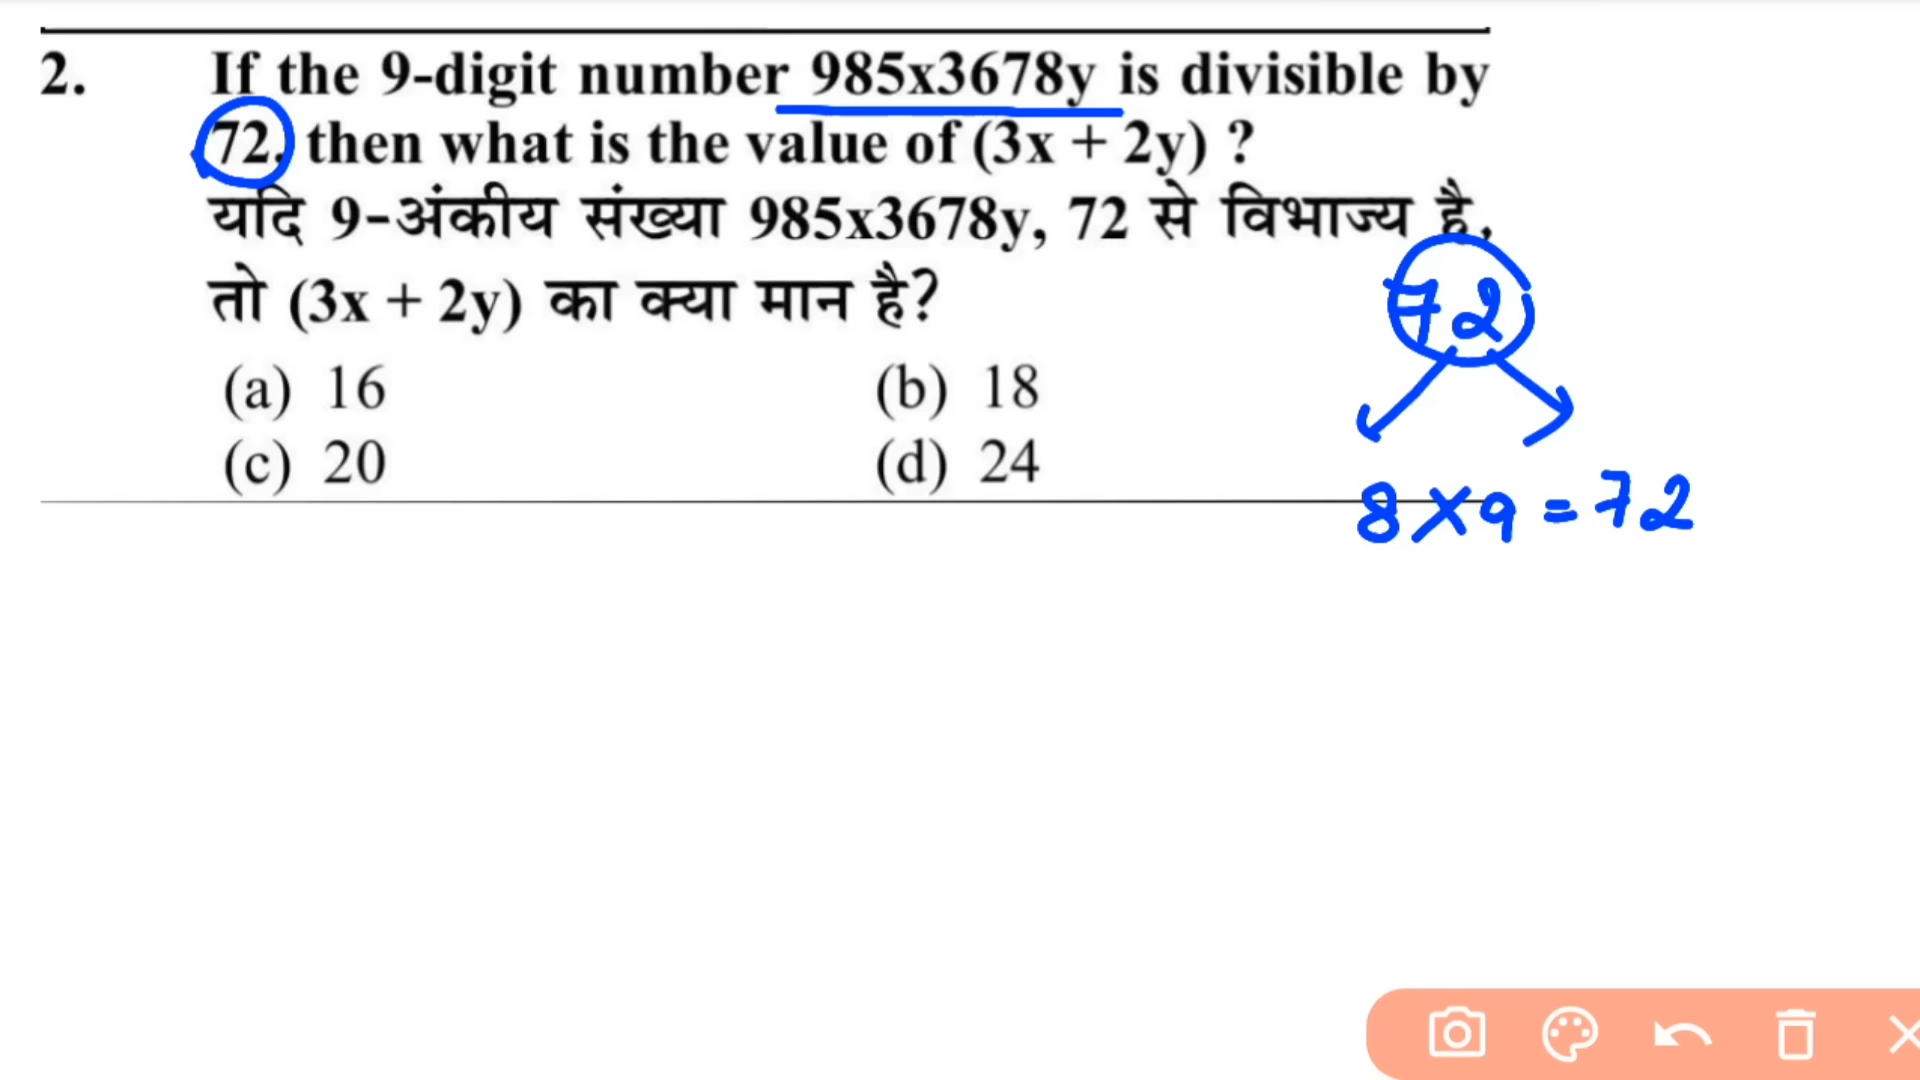 2. If the 9-digit number 985x3678y is divisible by
72, then what is the value of (3x + 2y) ?
यदि 9-अंकीय संख्या 985x3678y, 72 से विभाज्य है,
तो (3x + 2y) का क्या मान है?
(a) 16 (b) 18
(c) 20 (d) 24
72
8 × 9 = 72